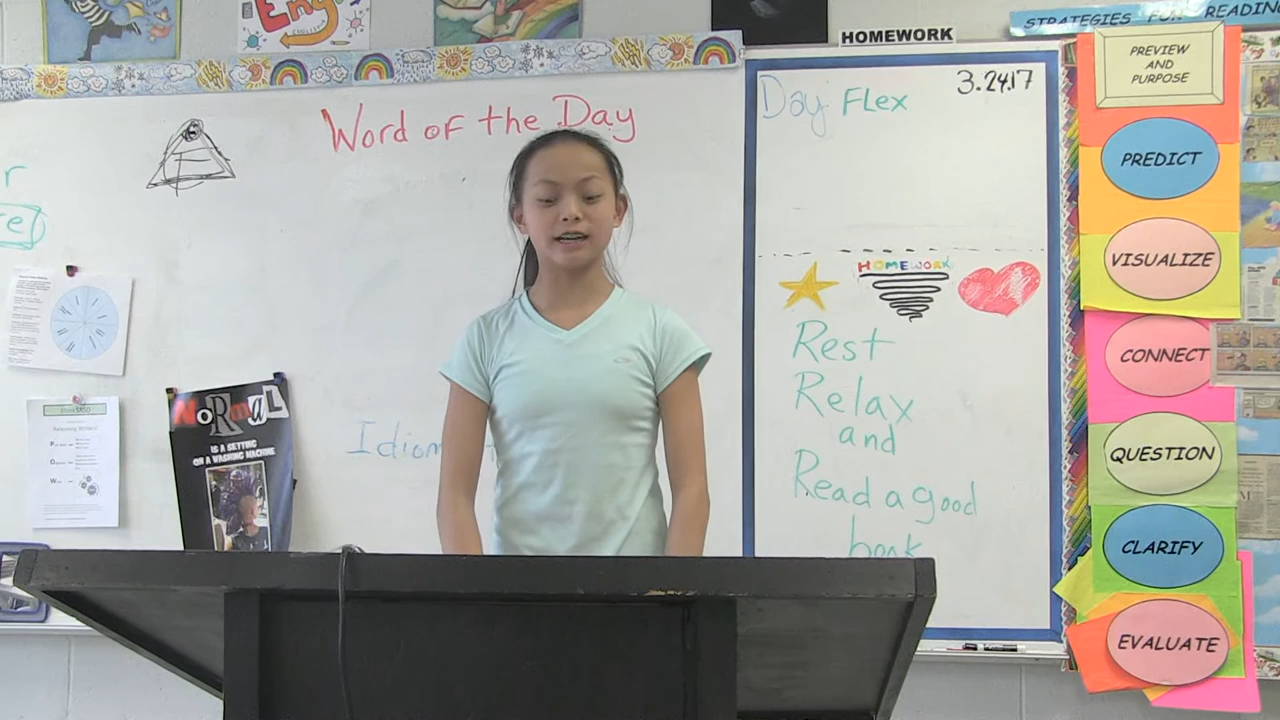 HOMEWORK
STRATEGIES FOR READING
PREVIEW
AND
PURPOSE
PREDICT
VISUALIZE
CONNECT
QUESTION
CLARIFY
EVALUATE
Day Flex
3.24.17
HOMEWORK
Rest
Relax
and
Read a good
book
Word of the Day
Idiom
NORMAL
IS A SETTING
ON A WASHING MACHINE
P
O
W